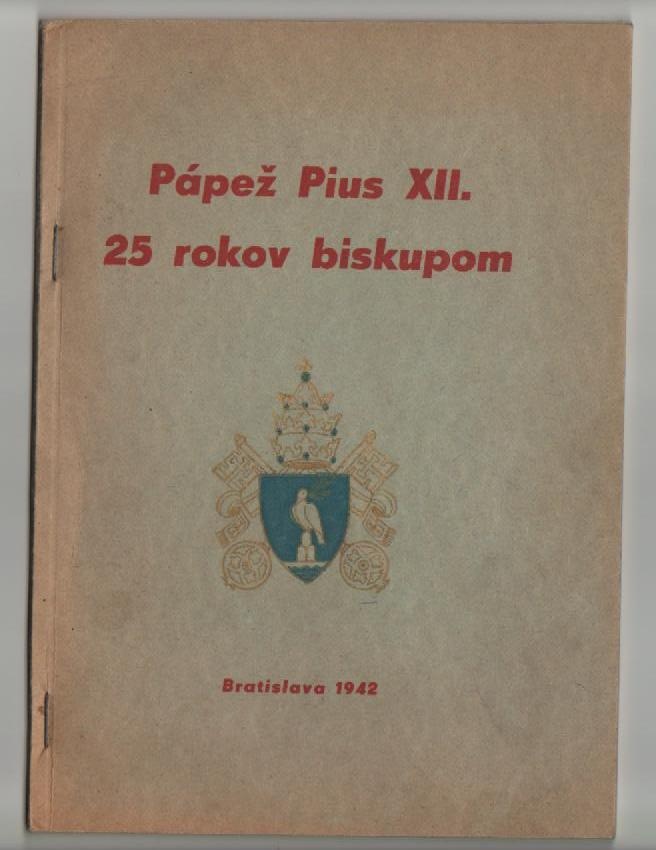 Pápež Pius XII.
25 rokov biskupom
Bratislava 1942